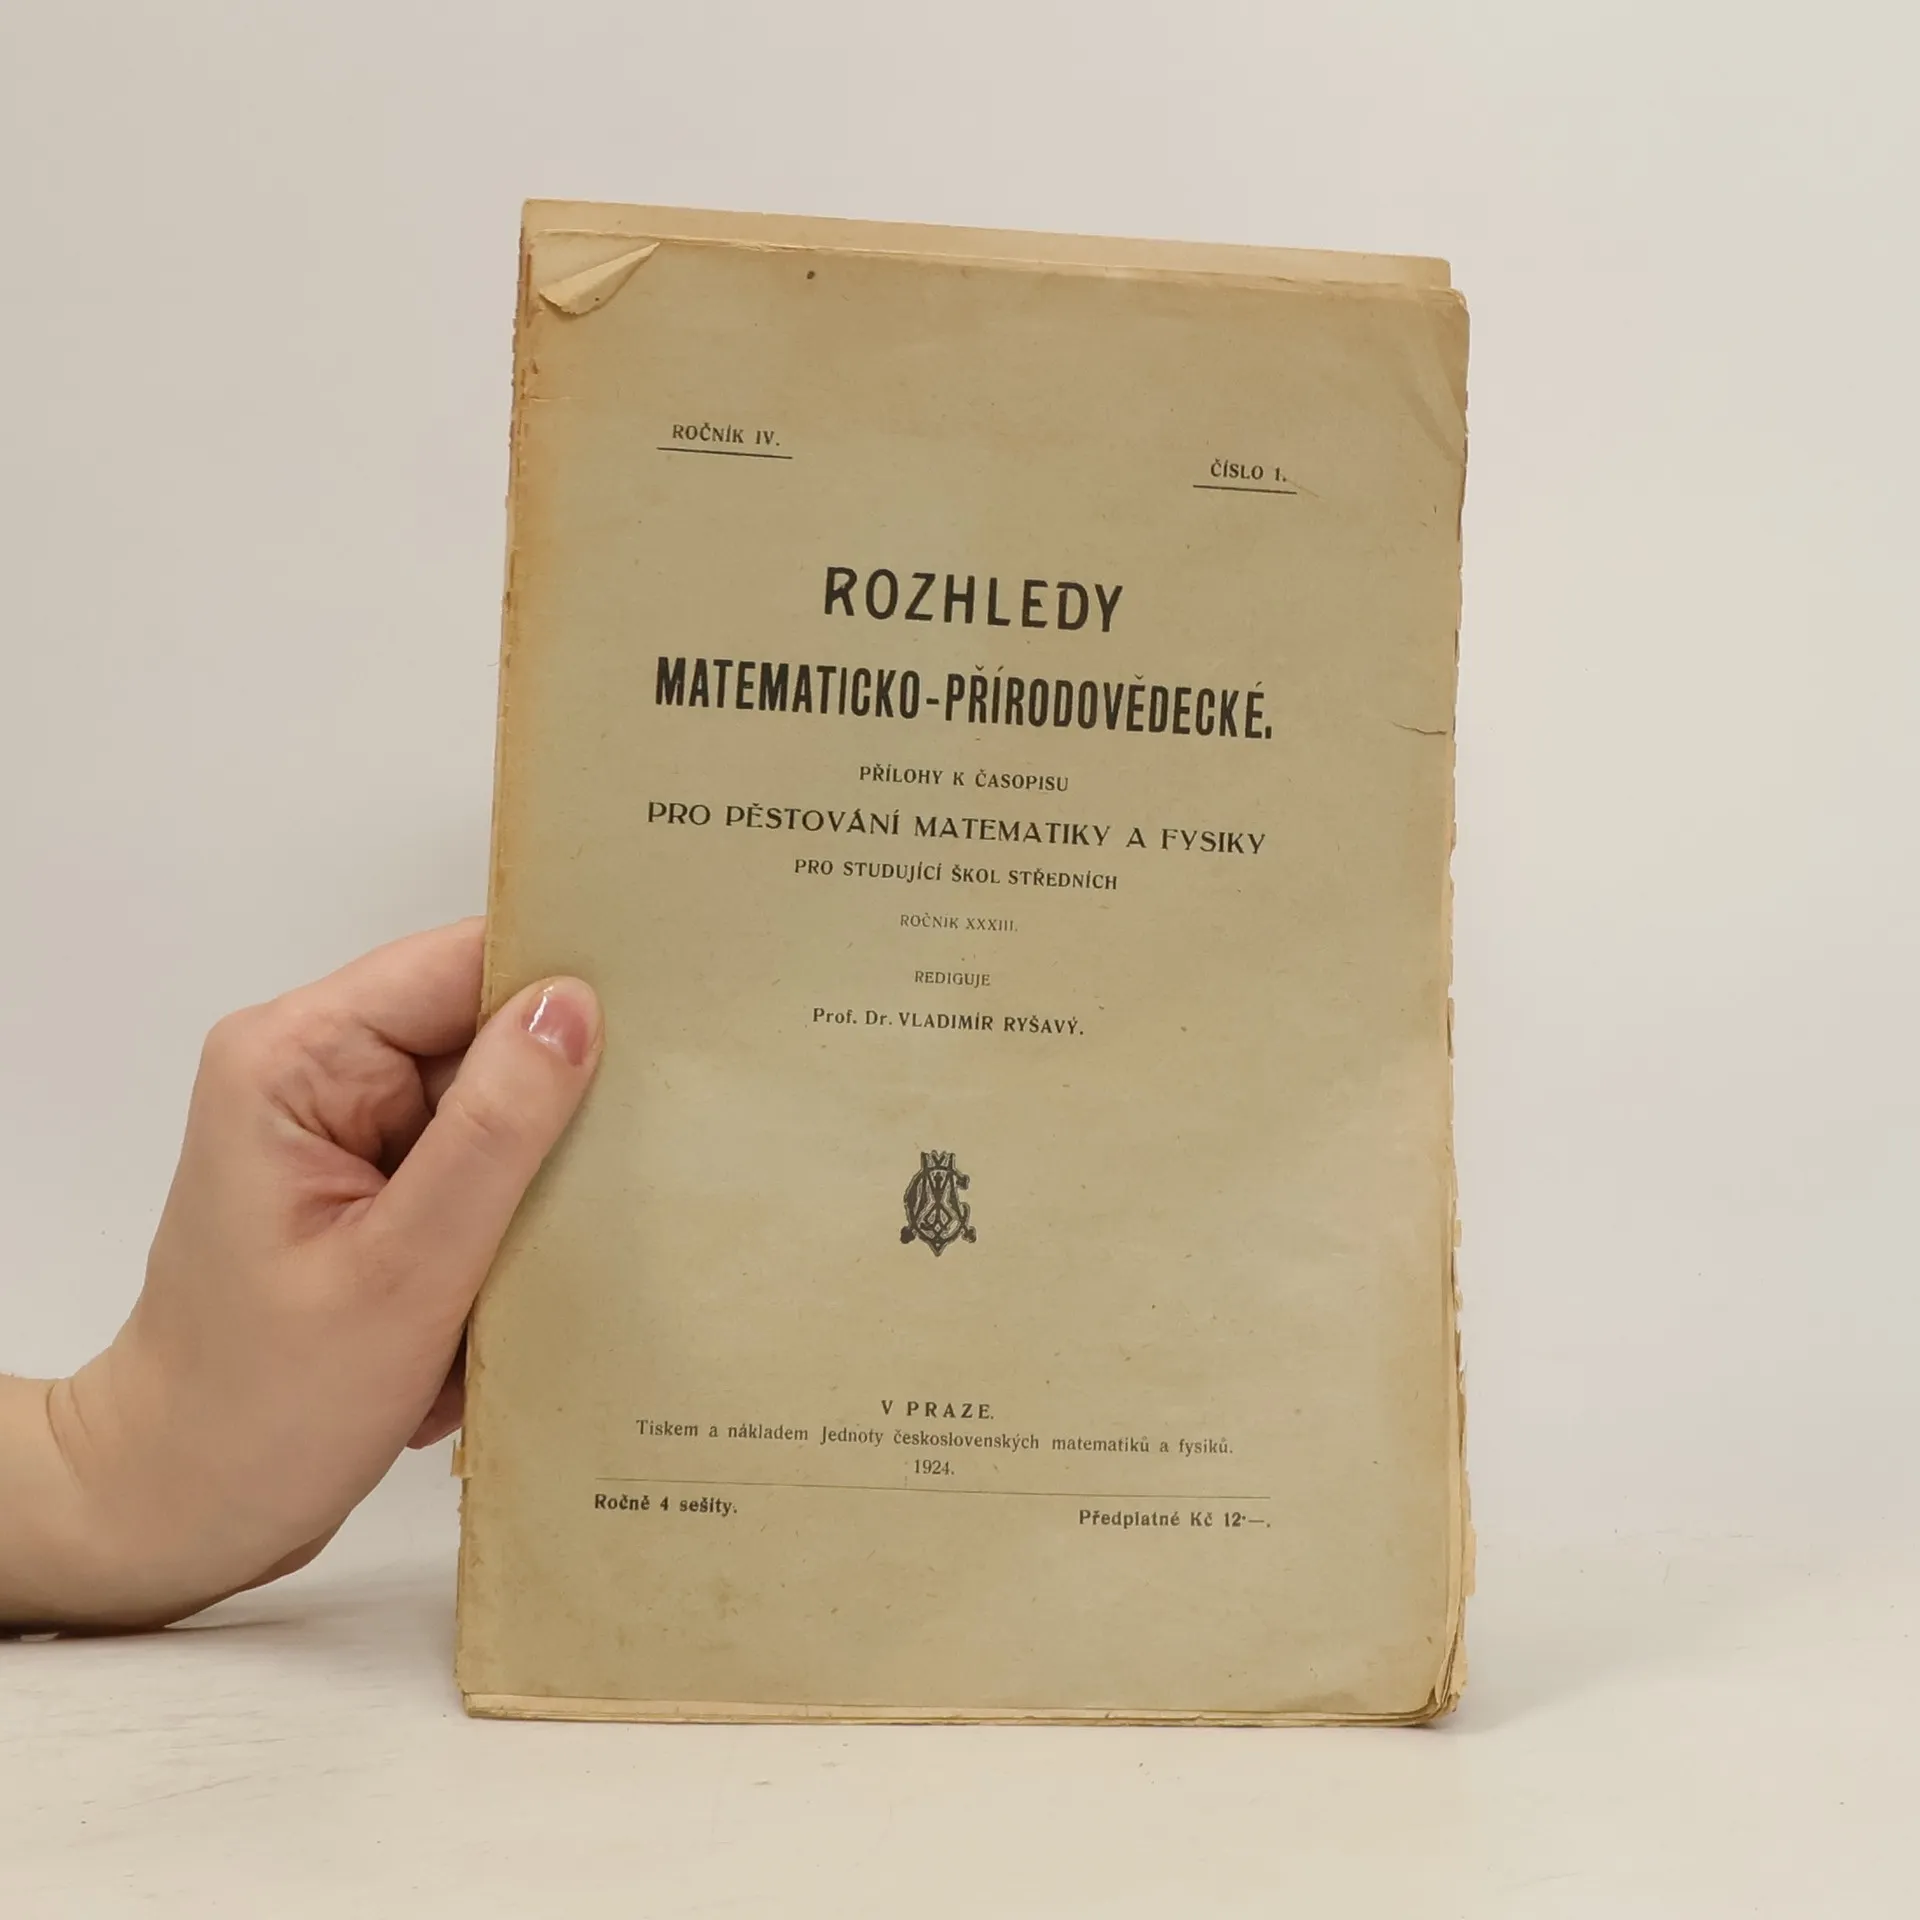 ROČNÍK IV.
ČÍSLO 1.
ROZHLEDY
MATEMATICKO-PŘÍRODOVĚDECKÉ.
PŘÍLOHY K ČASOPISU
PRO PĚSTOVÁNÍ MATEMATIKY A FYSIKY
PRO STUDUJÍCÍ ŠKOL STŘEDNÍCH
ROČNÍK XXXIII.
REDIGUJE
Prof. Dr. VLADIMÍR RYŠAVÝ.
V PRAZE.
Tiskem a nákladem Jednoty československých matematiků a fysiků.
1924.
Ročně 4 sešity.
Předplatné Kč 12·—.